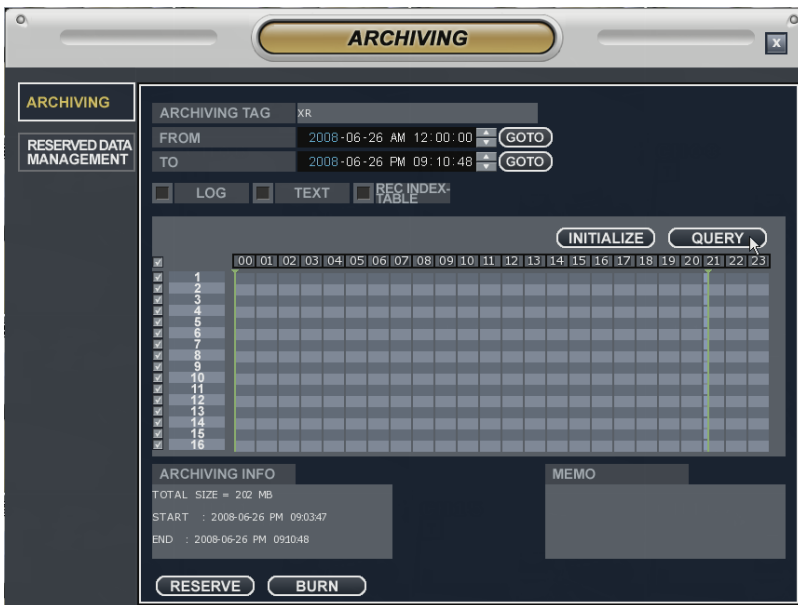 ARCHIVING
X
ARCHIVING
RESERVED DATA
MANAGEMENT
ARCHIVING TAG XR
FROM 2008-06-26 AM 12:00:00 GOTO
TO 2008-06-26 PM 09:10:48 GOTO
LOG TEXT REC INDEX-
TABLE
INITIALIZE QUERY
00 01 02 03 04 05 06 07 08 09 10 11 12 13 14 15 16 17 18 19 20 21 22 23
1
2
3
4
5
6
7
8
9
10
11
12
13
14
15
16
ARCHIVING INFO MEMO
TOTAL SIZE = 202 MB
START : 2008-06-26 PM 09:03:47
END : 2008-06-26 PM 09:10:48
RESERVE BURN